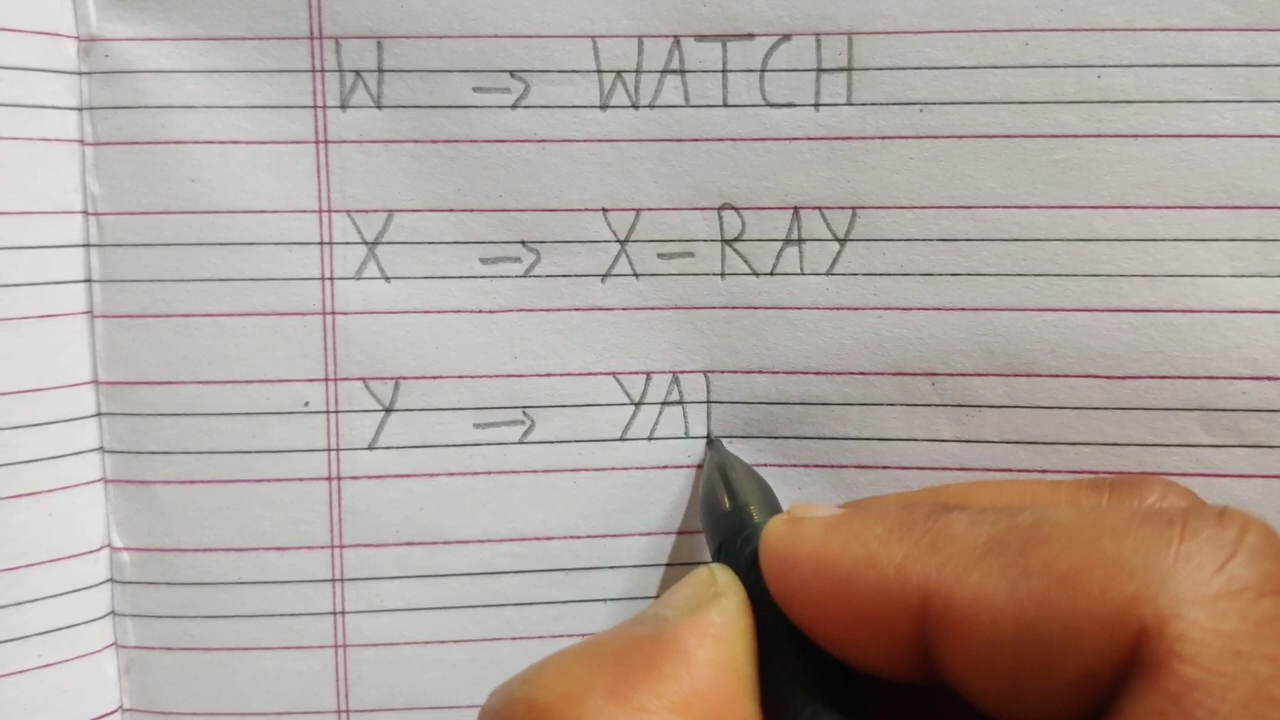 W → WATCH
X → X-RAY
Y → YA